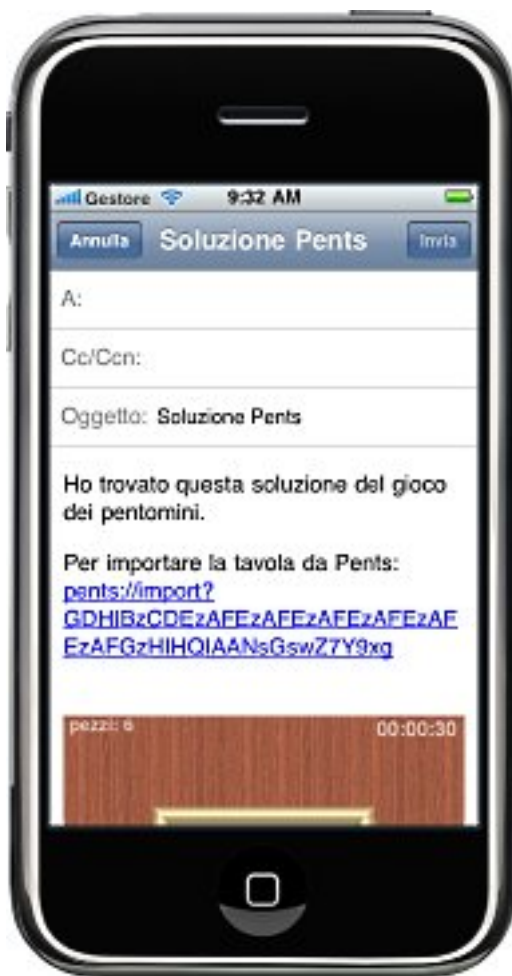 Gestore 9:32 AM
Annulla Soluzione Pents Invia
A:
Cc/Ccn:
Oggetto: Soluzione Pents
Ho trovato questa soluzione del gioco
dei pentomini.
Per importare la tavola da Pents:
pents://import?
GDHIBzCDEzAFEzAFEzAFEzAFEzAF
EzAFGzHIHQIAANsGswZ7Y9xg
pezzi: 6 00:00:30